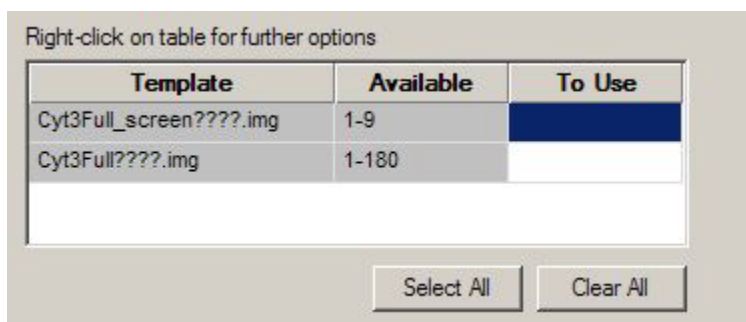 Right-click on table for further options
Template Available To Use
Cyt3Full_screen????.img 1-9
Cyt3Full????.img 1-180
Select All Clear All